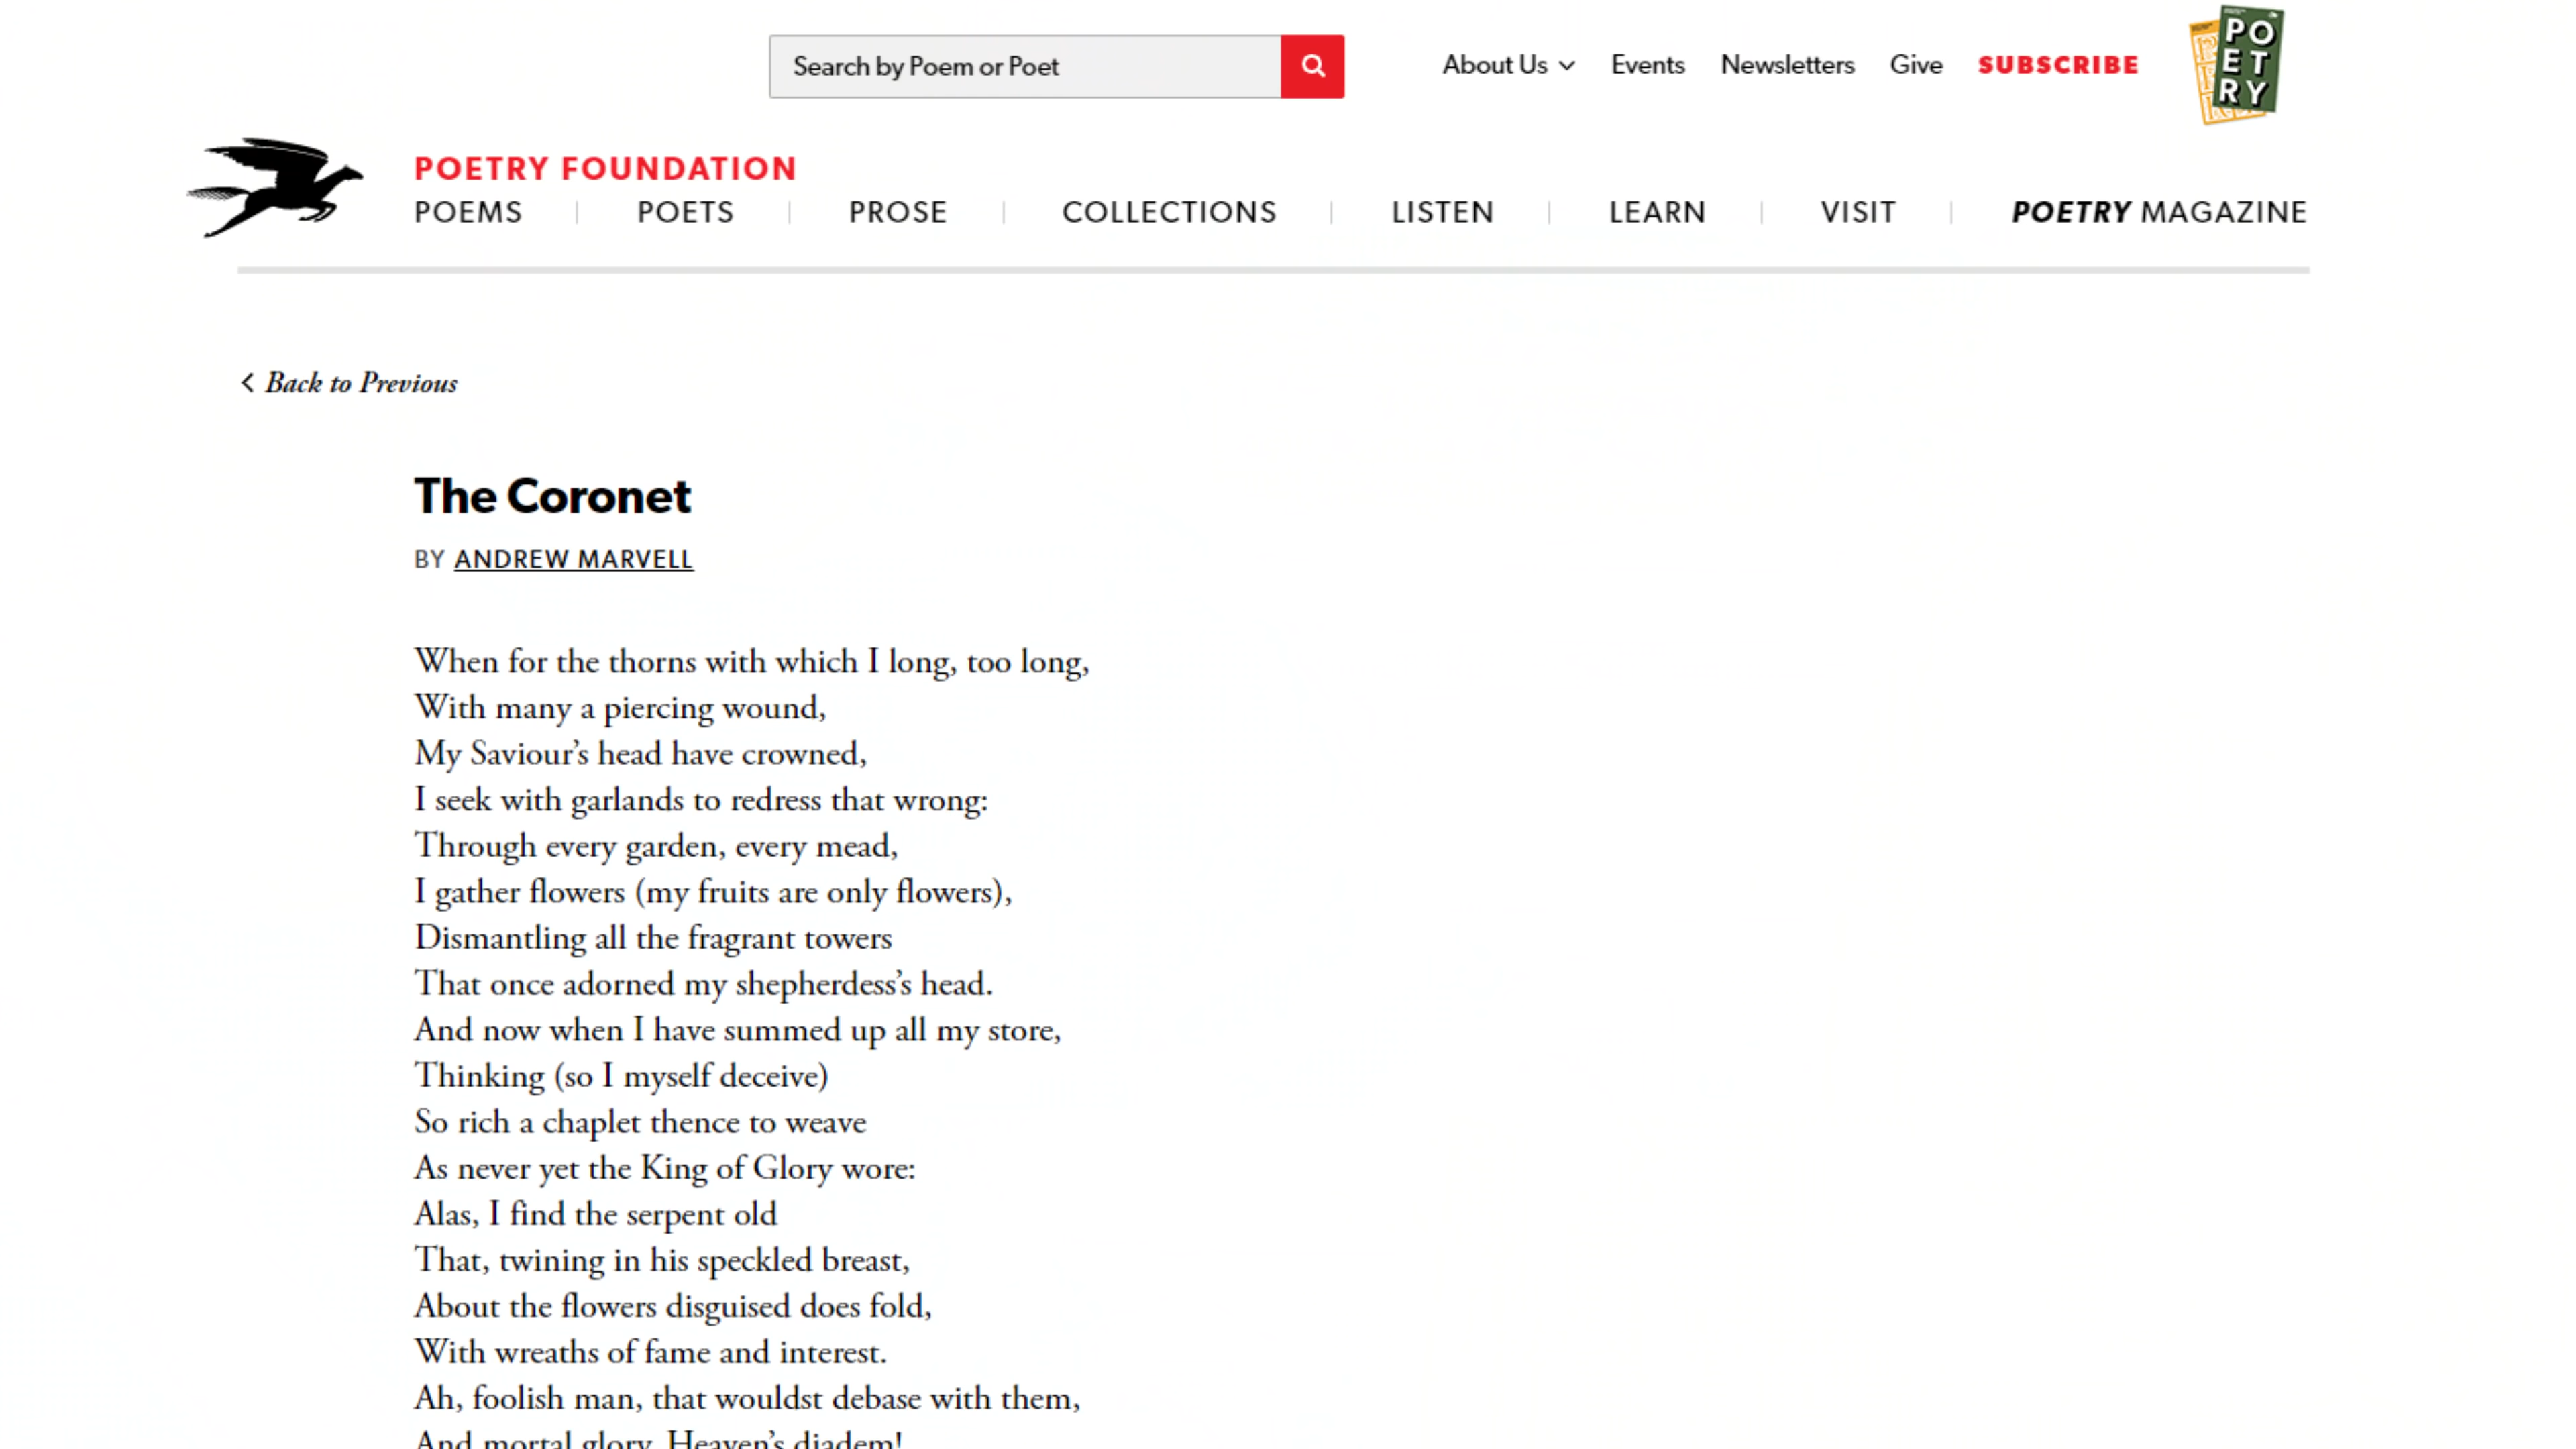 Search by Poem or Poet
About Us
Events
Newsletters
Give
SUBSCRIBE
PO
ET
RY
POETRY FOUNDATION
POEMS
POETS
PROSE
COLLECTIONS
LISTEN
LEARN
VISIT
POETRY MAGAZINE
Back to Previous
The Coronet
BY ANDREW MARVELL
When for the thorns with which I long, too long,
With many a piercing wound,
My Saviour’s head have crowned,
I seek with garlands to redress that wrong:
Through every garden, every mead,
I gather flowers (my fruits are only flowers),
Dismantling all the fragrant towers
That once adorned my shepherdess’s head.
And now when I have summed up all my store,
Thinking (so I myself deceive)
So rich a chaplet thence to weave
As never yet the King of Glory wore:
Alas, I find the serpent old
That, twining in his speckled breast,
About the flowers disguised does fold,
With wreaths of fame and interest.
Ah, foolish man, that wouldst debase with them,
And mortal glory, Heaven’s diadem!